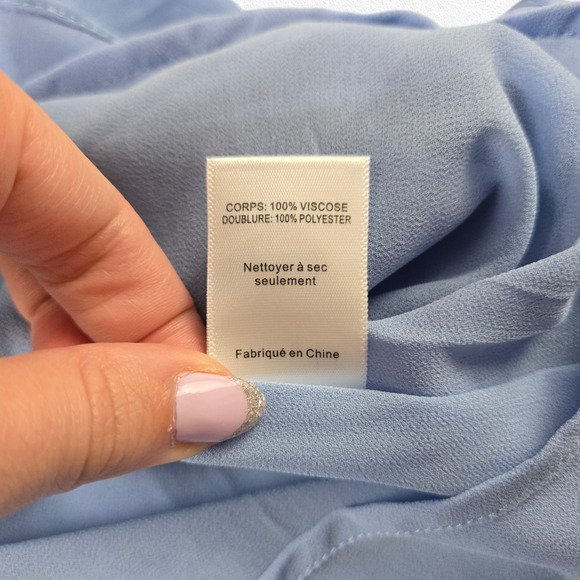 CORPS: 100% VISCOSE
DOUBLURE: 100% POLYESTER
Nettoyer à sec
seulement
Fabriqué en Chine